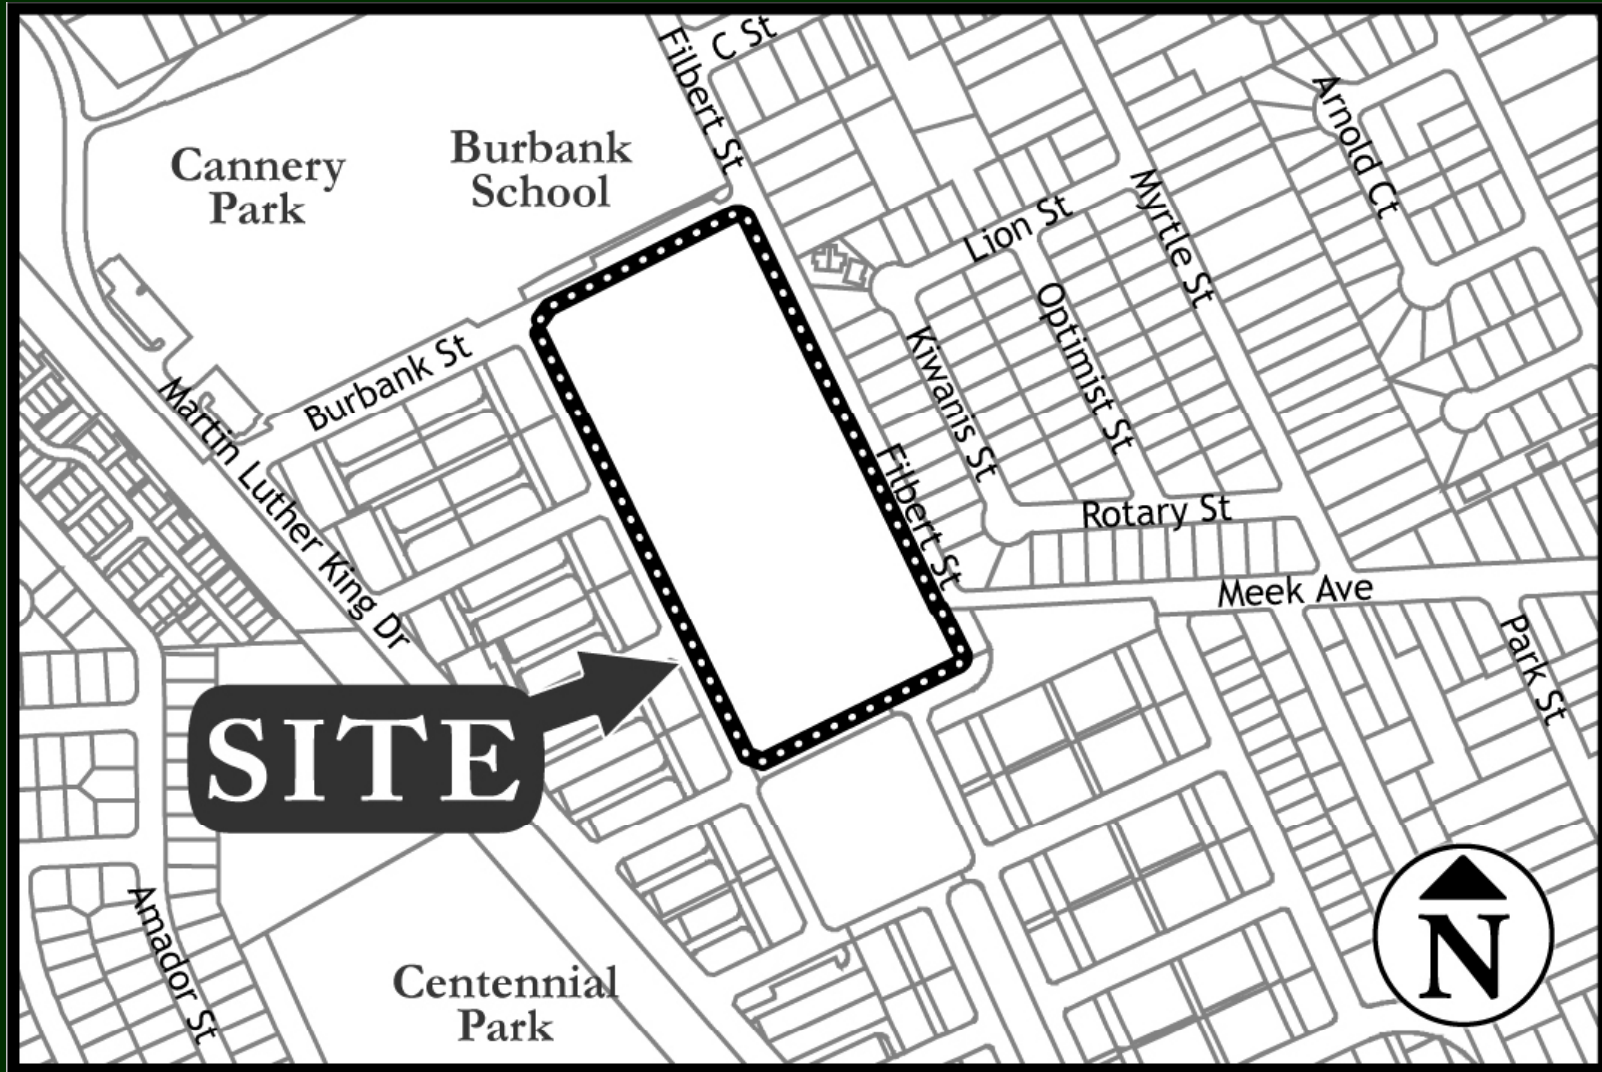 C St
Filbert St
Arnold Ct
Burbank
School
Cannery
Park
Myrtle St
Lion St
Optimist St
Kiwanis St
Burbank St
Martin Luther King Dr
Filbert St
Rotary St
Meek Ave
Park St
SITE
Amador St
N
Centennial
Park